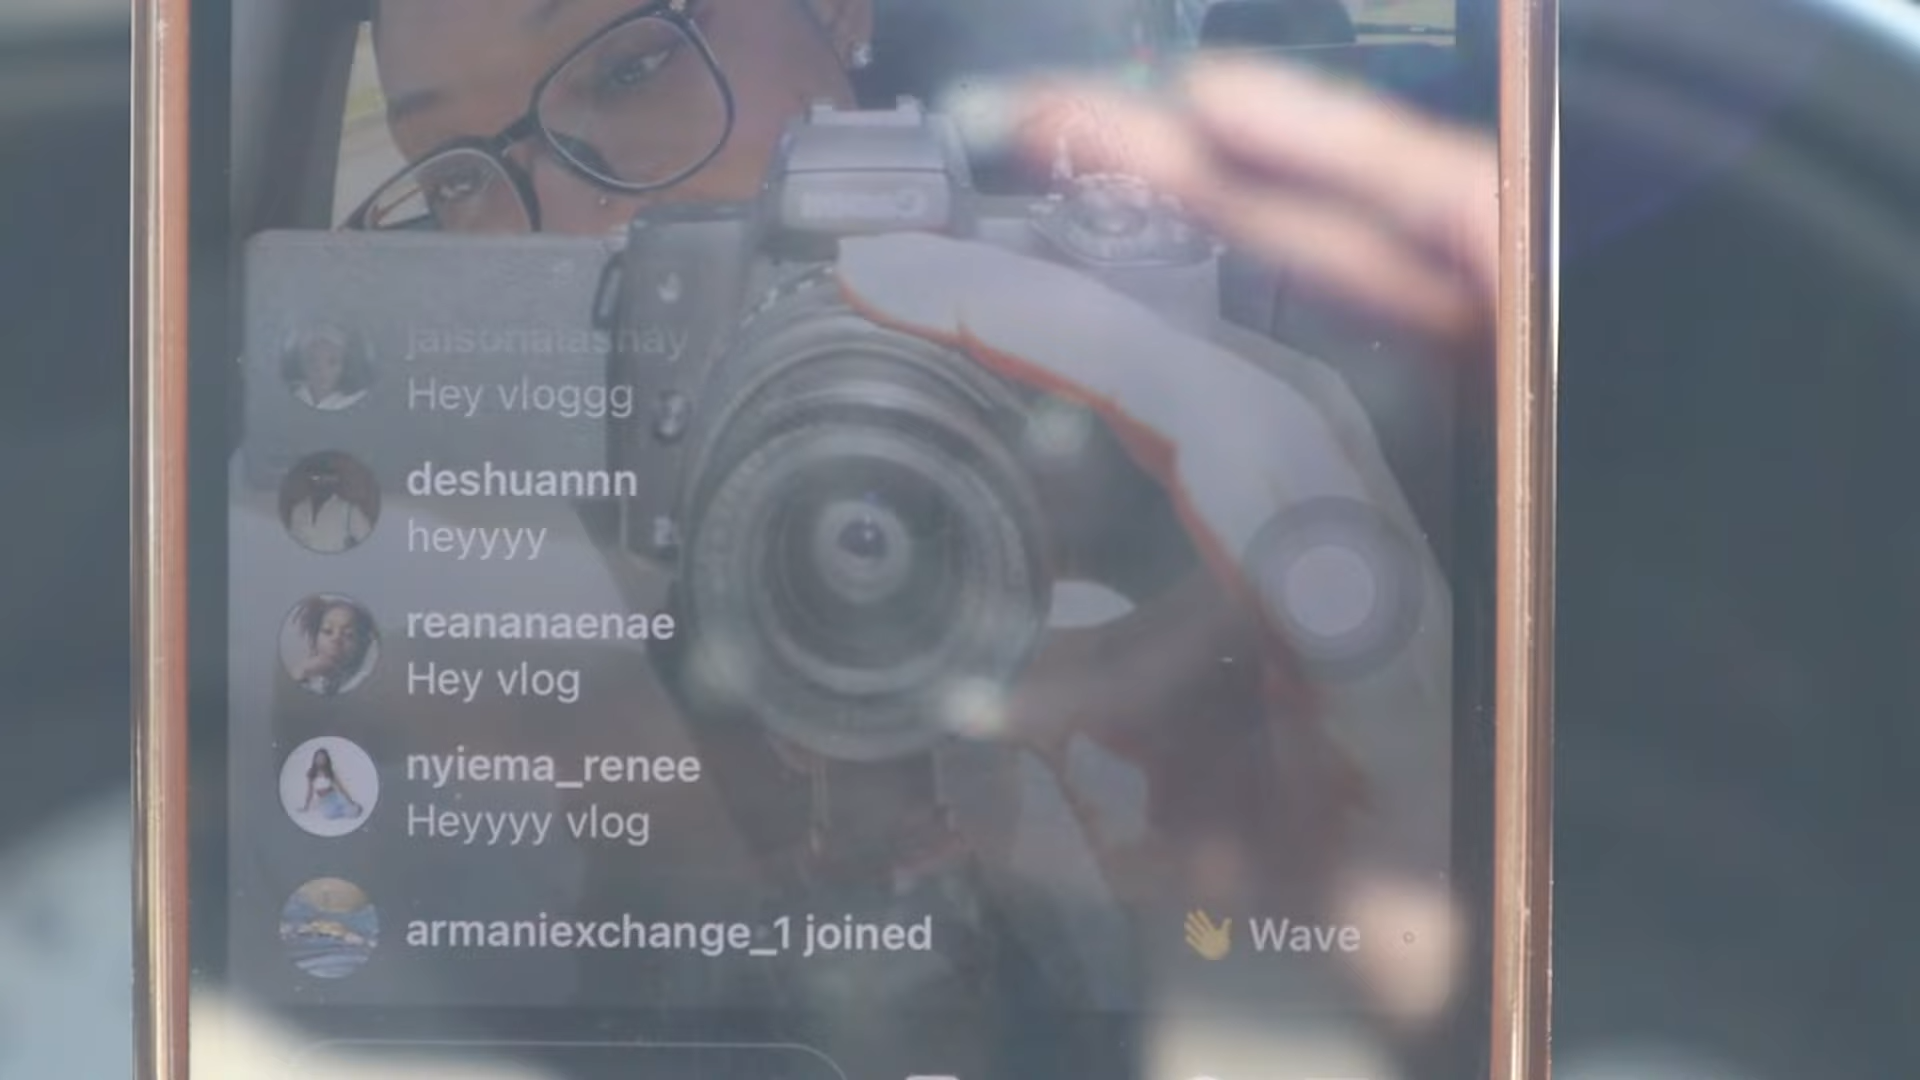 Hey vloggg
deshuannn
heyyyy
reananaenae
Hey vlog
nyiema_renee
Heyyyy vlog
armaniexchange_1 joined
👋 Wave